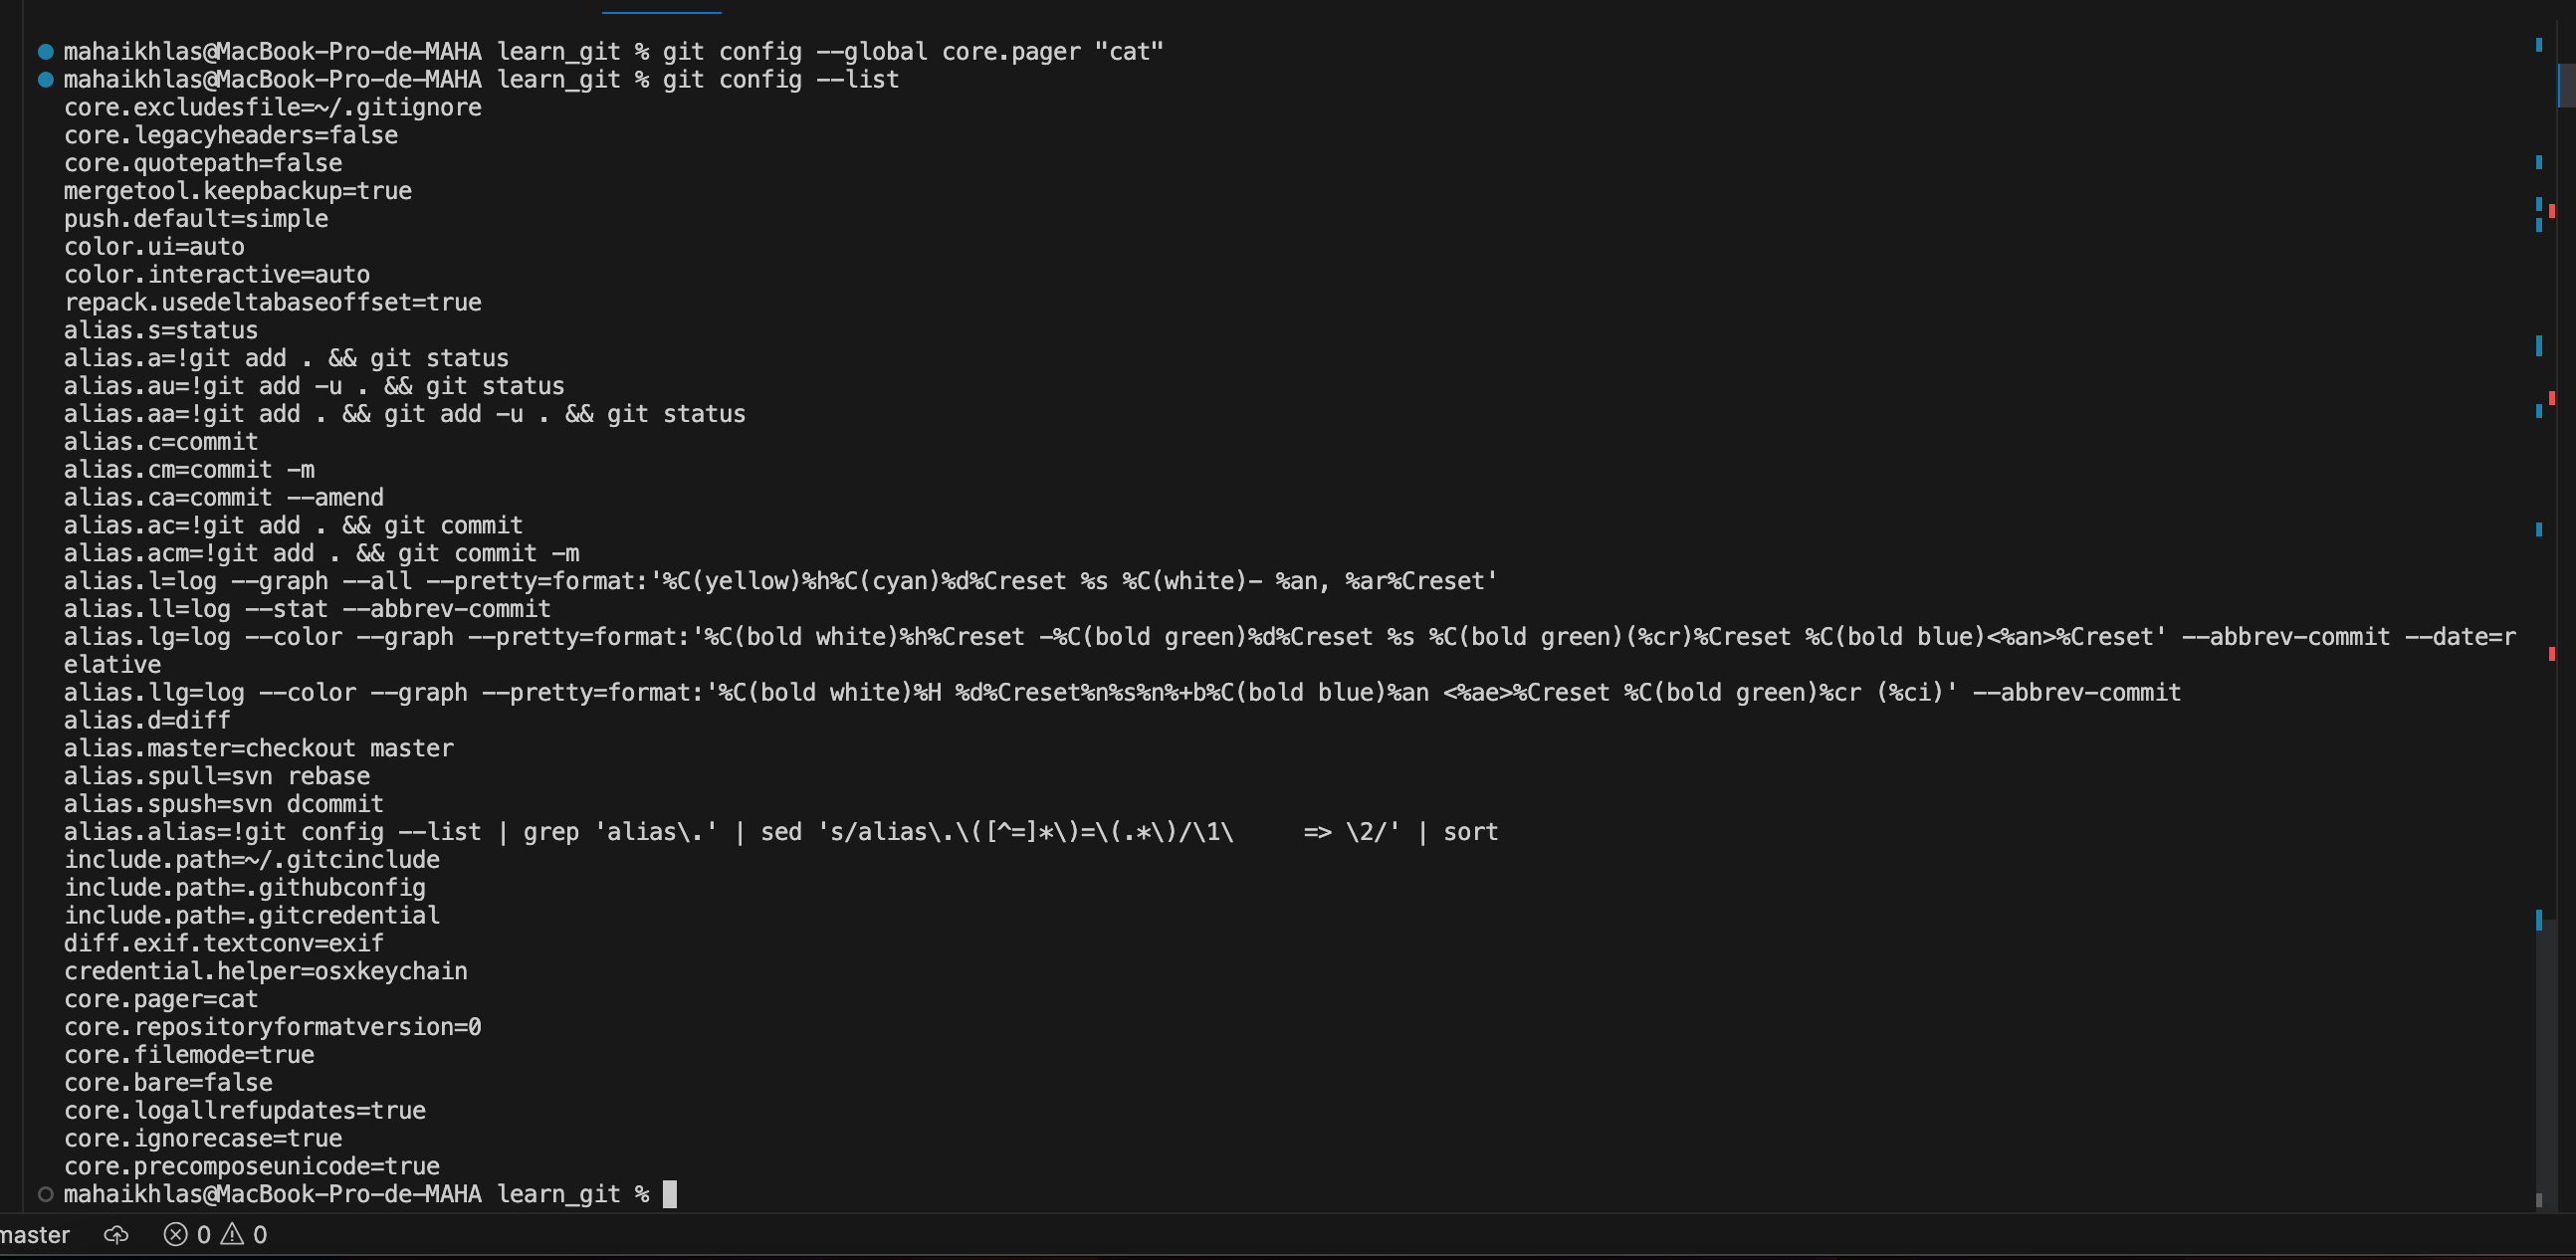 mahaikhlas@MacBook-Pro-de-MAHA learn_git % git config --global core.pager "cat"
mahaikhlas@MacBook-Pro-de-MAHA learn_git % git config --list
core.excludesfile=~/.gitignore
core.legacyheaders=false
core.quotepath=false
mergetool.keepbackup=true
push.default=simple
color.ui=auto
color.interactive=auto
repack.usedeltabaseoffset=true
alias.s=status
alias.a=!git add . && git status
alias.au=!git add -u . && git status
alias.aa=!git add . && git add -u . && git status
alias.c=commit
alias.cm=commit -m
alias.ca=commit --amend
alias.ac=!git add . && git commit
alias.acm=!git add . && git commit -m
alias.l=log --graph --all --pretty=format:'%C(yellow)%h%C(cyan)%d%Creset %s %C(white)- %an, %ar%Creset'
alias.ll=log --stat --abbrev-commit
alias.lg=log --color --graph --pretty=format:'%C(bold white)%h%Creset -%C(bold green)%d%Creset %s %C(bold green)(%cr)%Creset %C(bold blue)<%an>%Creset' --abbrev-commit --date=r
elative
alias.llg=log --color --graph --pretty=format:'%C(bold white)%H %d%Creset%n%s%n%+b%C(bold blue)%an <%ae>%Creset %C(bold green)%cr (%ci)' --abbrev-commit
alias.d=diff
alias.master=checkout master
alias.spull=svn rebase
alias.spush=svn dcommit
alias.alias=!git config --list | grep 'alias\.' | sed 's/alias\.\([^=]*\)=\(.*\)/\1\     => \2/' | sort
include.path=~/.gitcinclude
include.path=.githubconfig
include.path=.gitcredential
diff.exif.textconv=exif
credential.helper=osxkeychain
core.pager=cat
core.repositoryformatversion=0
core.filemode=true
core.bare=false
core.logallrefupdates=true
core.ignorecase=true
core.precomposeunicode=true
mahaikhlas@MacBook-Pro-de-MAHA learn_git %
master 0 0